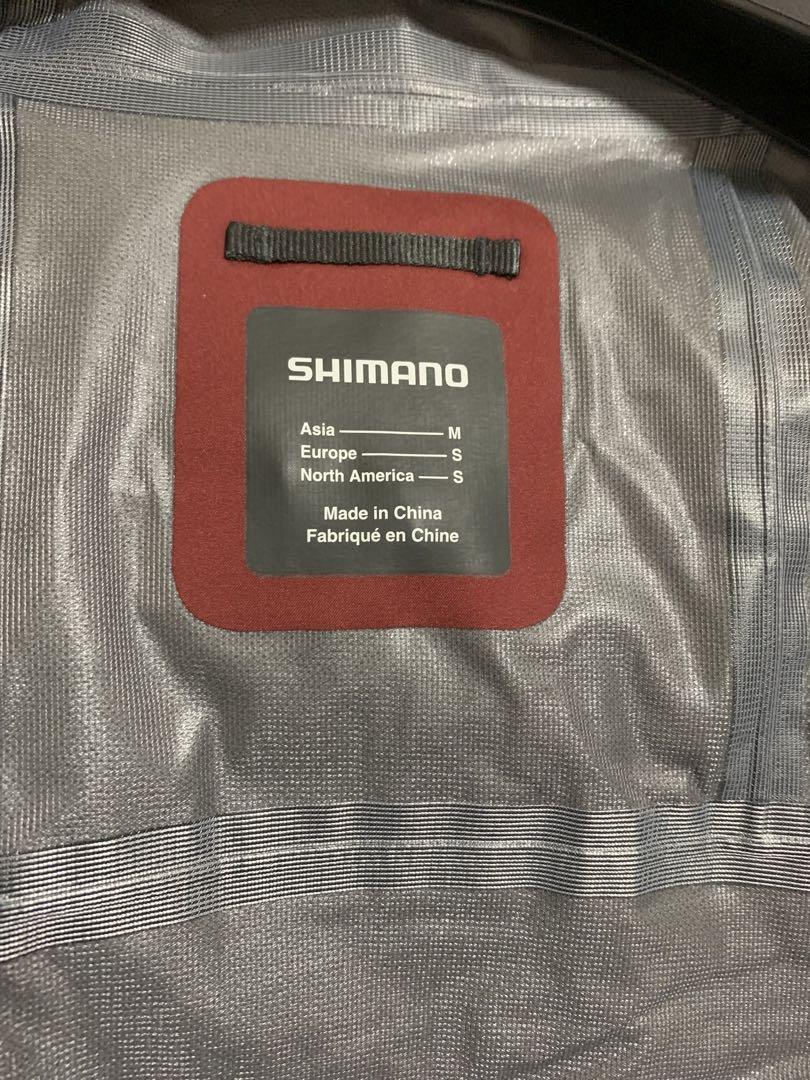 SHIMANO
Asia — M
Europe — S
North America — S
Made in China
Fabriqué en Chine